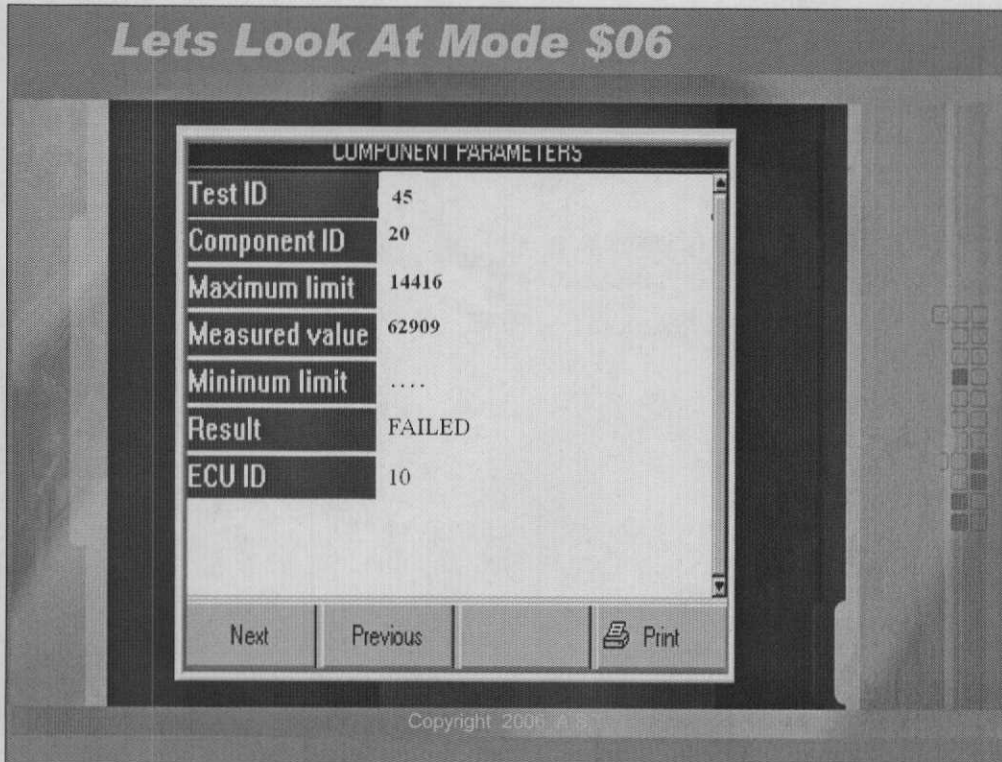 Lets Look At Mode $06
COMPONENT PARAMETERS
Test ID 45
Component ID 20
Maximum limit 14416
Measured value 62909
Minimum limit ....
Result FAILED
ECU ID 10
Next Previous Print
Copyright 2006 A.S.